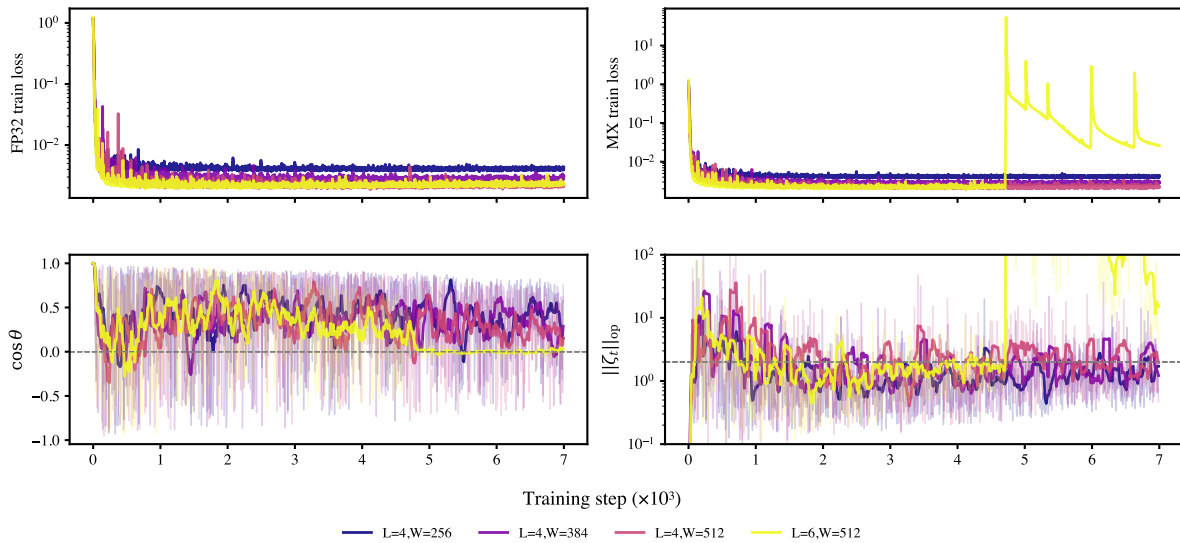 FP32 train loss
10⁰
10⁻¹
10⁻²
MX train loss
10¹
10⁰
10⁻¹
10⁻²
cos θ
1.0
0.5
0.0
−0.5
−1.0
0 1 2 3 4 5 6 7
||ζₜ||ₒₚ
10²
10¹
10⁰
10⁻¹
0 1 2 3 4 5 6 7
Training step (×10³)
L=4,W=256 L=4,W=384 L=4,W=512 L=6,W=512